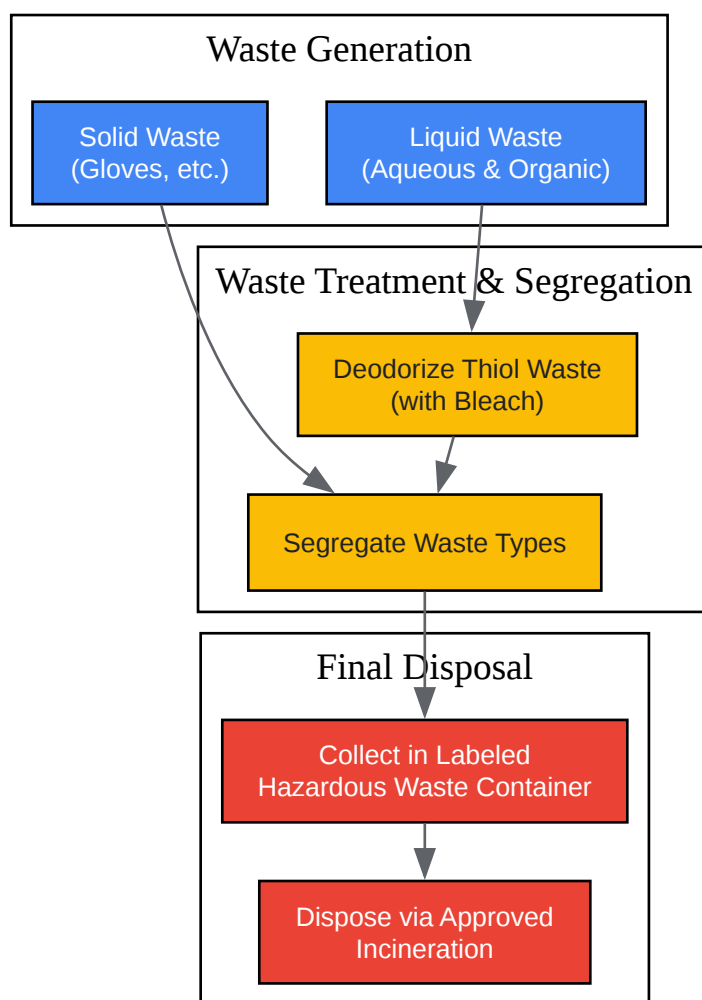 Waste Generation
Solid Waste
(Gloves, etc.)
Liquid Waste
(Aqueous & Organic)
Waste Treatment & Segregation
Deodorize Thiol Waste
(with Bleach)
Segregate Waste Types
Final Disposal
Collect in Labeled
Hazardous Waste Container
Dispose via Approved
Incineration